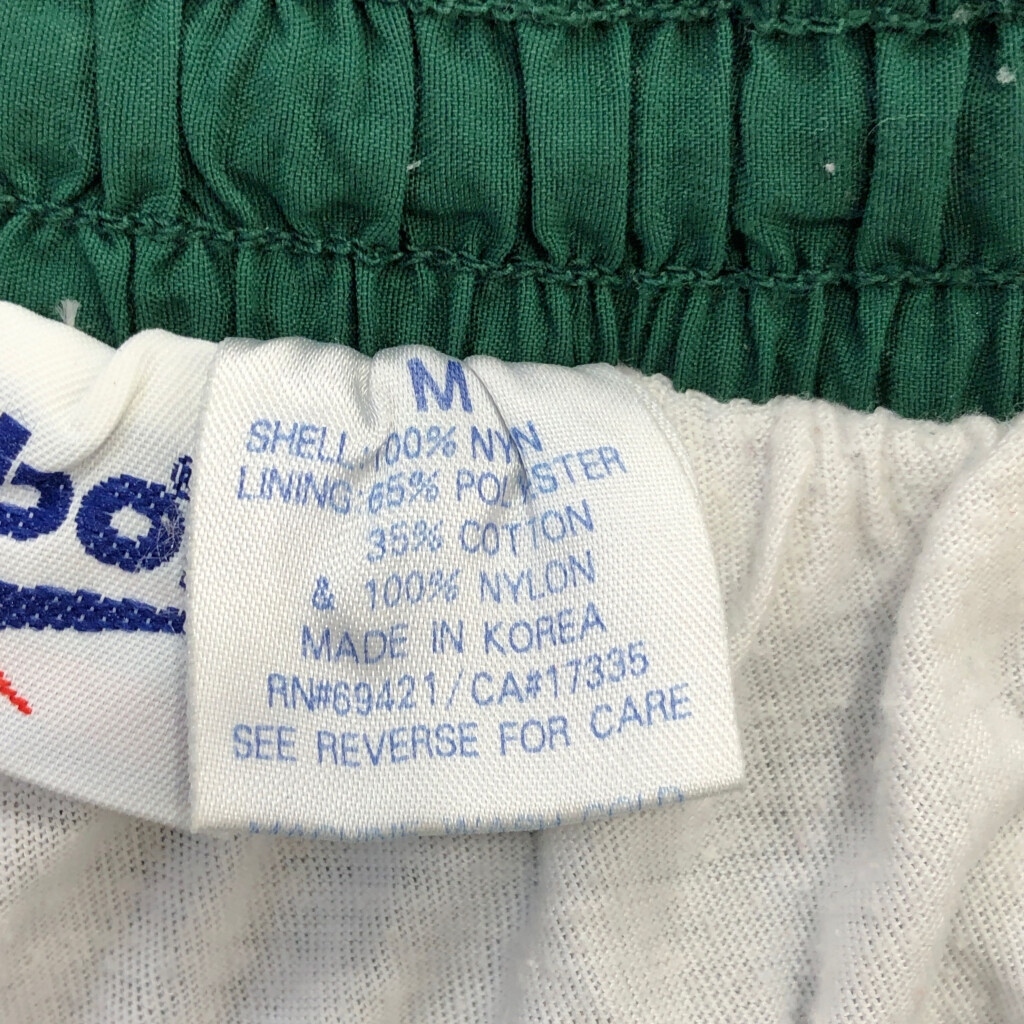 M
SHELL: 100% NYN
LINING: 65% POLYESTER
35% COTTON
& 100% NYLON
MADE IN KOREA
RN#69421/CA#17335
SEE REVERSE FOR CARE
bo®